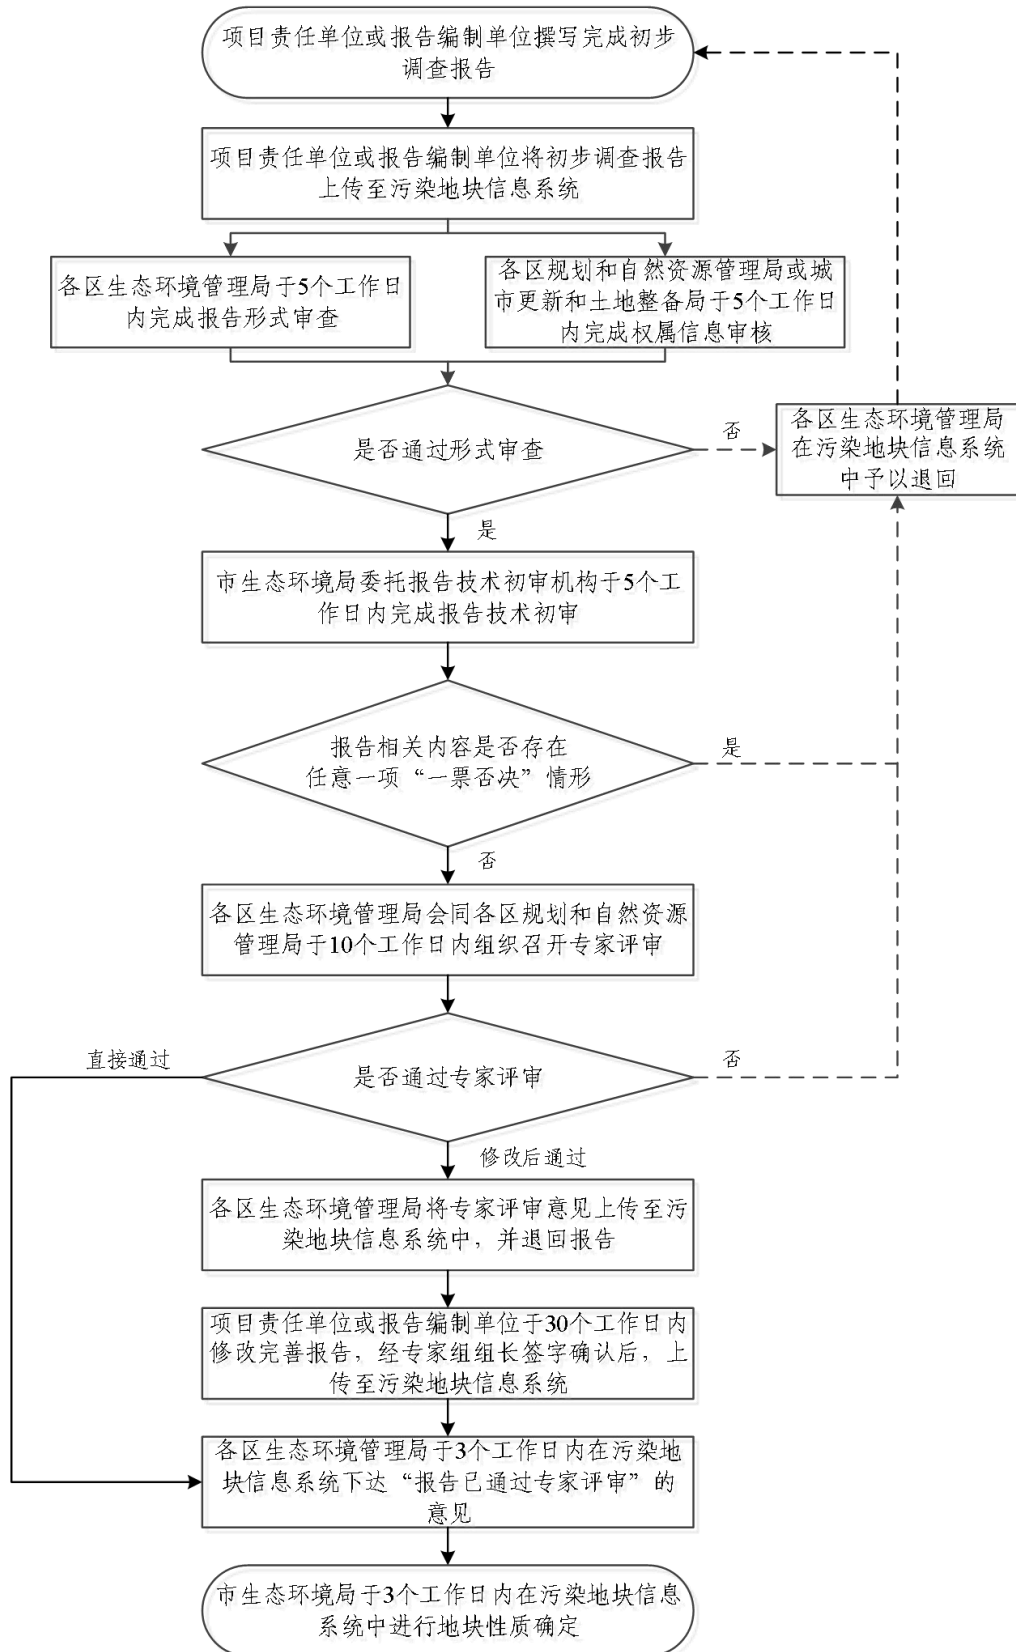 项目责任单位或报告编制单位撰写完成初步
调查报告
项目责任单位或报告编制单位将初步调查报告
上传至污染地块信息系统
各区生态环境管理局于5个工作日
内完成报告形式审查
各区规划和自然资源管理局或城
市更新和土地整备局于5个工作日
内完成权属信息审核
是否通过形式审查
否
各区生态环境管理局
在污染地块信息系统
中予以退回
是
市生态环境局委托报告技术初审机构于5个工
作日内完成报告技术初审
报告相关内容是否存在
任意一项“一票否决”情形
是
否
各区生态环境管理局会同各区规划和自然资源
管理局于10个工作日内组织召开专家评审
直接通过
是否通过专家评审
否
修改后通过
各区生态环境管理局将专家评审意见上传至污
染地块信息系统中，并退回报告
项目责任单位或报告编制单位于30个工作日内
修改完善报告，经专家组组长签字确认后，上
传至污染地块信息系统
各区生态环境管理局于3个工作日内在污染地
块信息系统下达“报告已通过专家评审”的
意见
市生态环境局于3个工作日内在污染地块信息
系统中进行地块性质确定